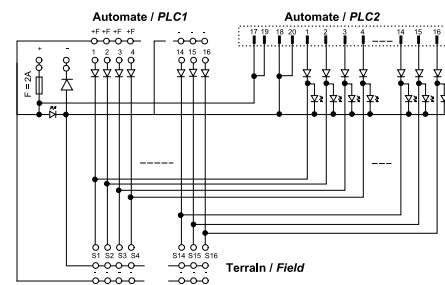 Automate / PLC1 Automate / PLC2
+F +F +F +F - - - 17 19 18 20 1 2 3 4 14 15 16
+ - 1 2 3 4 14 15 16
F = 2A
S1 S2 S3 S4 S14 S15 S16
Terrain / Field